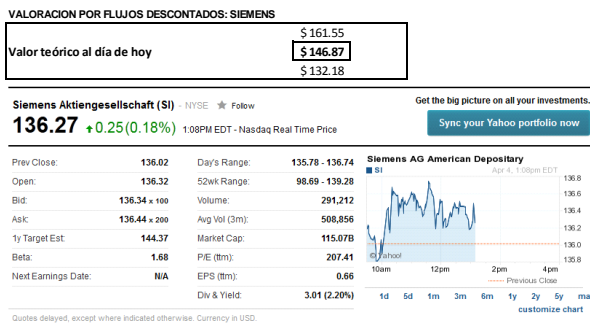 VALORACION POR FLUJOS DESCONTADOS: SIEMENS
$ 161.55
Valor teórico al día de hoy $ 146.87
$ 132.18
Siemens Aktiengesellschaft (SI) - NYSE Follow
Get the big picture on all your investments.
136.27 0.25(0.18%) 1:08PM EDT - Nasdaq Real Time Price
Sync your Yahoo portfolio now
Prev Close: 136.02
Open: 136.32
Bid: 136.34 x 100
Ask: 136.44 x 200
1y Target Est: 144.37
Beta: 1.68
Next Earnings Date: N/A
Day's Range: 135.78 - 136.74
52wk Range: 98.69 - 139.28
Volume: 291,212
Avg Vol (3m): 508,856
Market Cap: 115.07B
P/E (ttm): 207.41
EPS (ttm): 0.66
Div & Yield: 3.01 (2.20%)
Siemens AG American Depositary
SI Apr 4, 1:08pm EDT
136.8
136.6
136.4
136.2
136.0
135.8
© Yahoo!
10am 12pm 2pm 4pm
Previous Close
1d 5d 1m 3m 6m 1y 2y 5y ma
customize chart
Quotes delayed, except where indicated otherwise. Currency in USD.